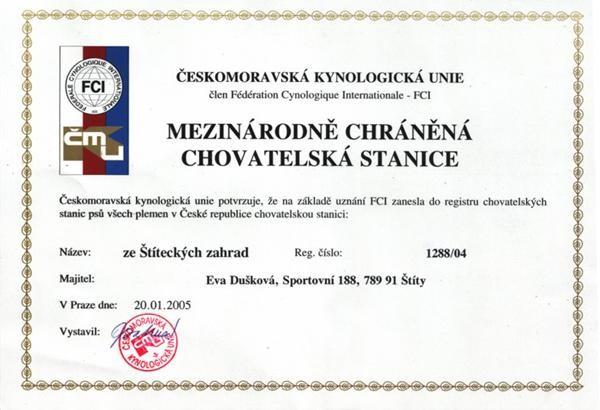 FÉDÉRATION CYNOLOGIQUE INTERNATIONALE
FCI
ČMKU
ČESKOMORAVSKÁ KYNOLOGICKÁ UNIE
člen Fédération Cynologique Internationale - FCI
MEZINÁRODNĚ CHRÁNĚNÁ
CHOVATELSKÁ STANICE
Českomoravská kynologická unie potvrzuje, že na základě uznání FCI zanesla do registru chovatelských
stanic psů všech plemen v České republice chovatelskou stanici:
Název: ze Štíteckých zahrad Reg. číslo: 1288/04
Majitel: Eva Dušková, Sportovní 188, 789 91 Štíty
V Praze dne: 20.01.2005
Vystavil:
ČESKOMORAVSKÁ
KYNOLOGICKÁ UNIE